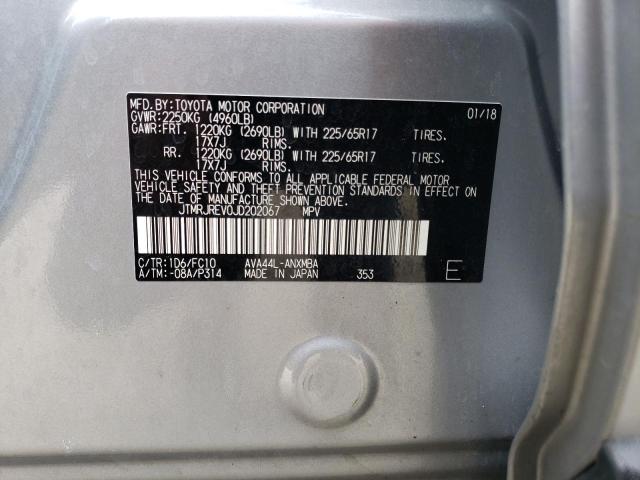 MFD.BY:TOYOTA MOTOR CORPORATION 01/18
GVWR:2250KG (4960LB)
GAWR:FRT. 1220KG (2690LB) WITH 225/65R17 TIRES.
17X7J RIMS.
RR. 1220KG (2690LB) WITH 225/65R17 TIRES.
17X7J RIMS.
THIS VEHICLE CONFORMS TO ALL APPLICABLE FEDERAL MOTOR
VEHICLE SAFETY AND THEFT PREVENTION STANDARDS IN EFFECT ON
THE DATE OF MANUFACTURE SHOWN ABOVE.
JTMRJREV0JD202067 MPV
C/TR:1D6/FC10 AVA44L-ANXMBA
A/TM:-08A/P314 MADE IN JAPAN 353 E